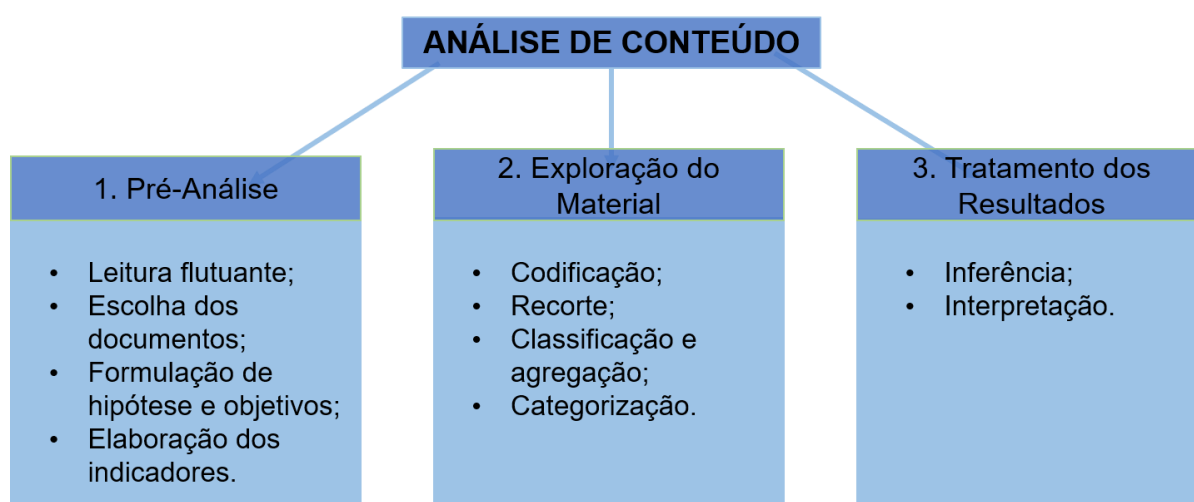 ANÁLISE DE CONTEÚDO
1. Pré-Análise
• Leitura flutuante;
• Escolha dos
documentos;
• Formulação de
hipótese e objetivos;
• Elaboração dos
indicadores.
2. Exploração do
Material
• Codificação;
• Recorte;
• Classificação e
agregação;
• Categorização.
3. Tratamento dos
Resultados
• Inferência;
• Interpretação.